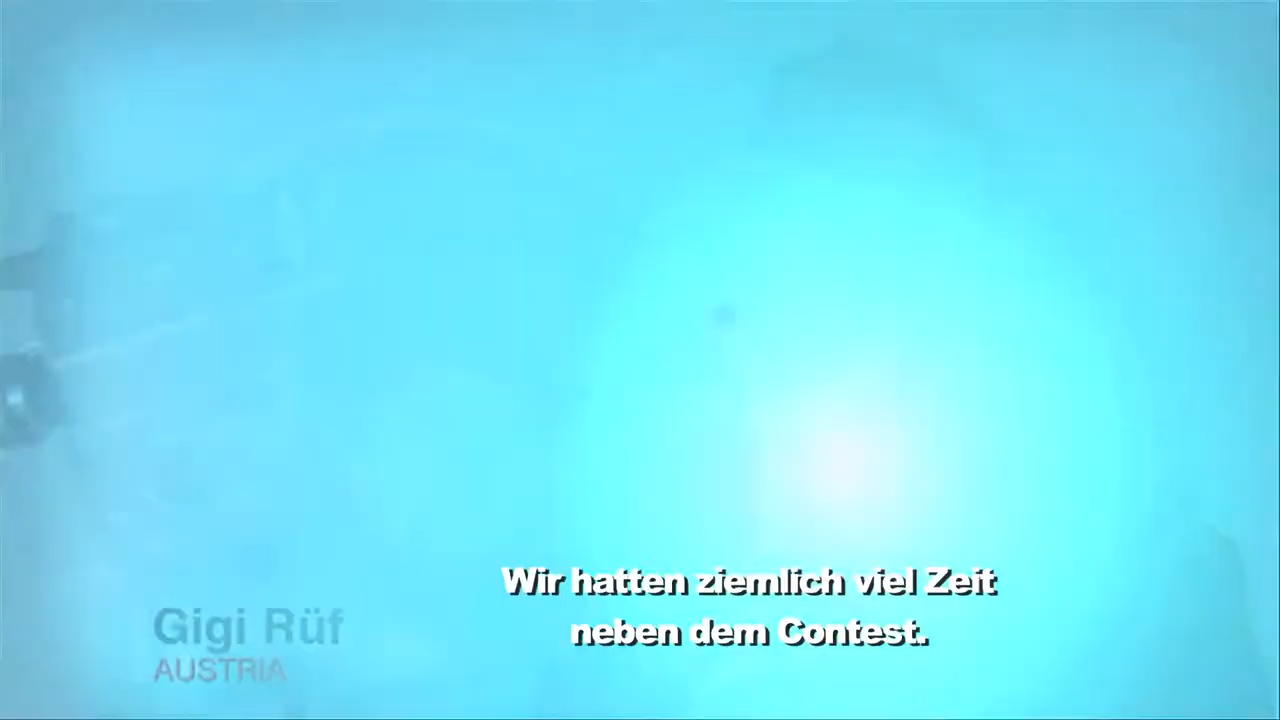 Wir hatten ziemlich viel Zeit
neben dem Contest.
Gigi Rüf
AUSTRIA